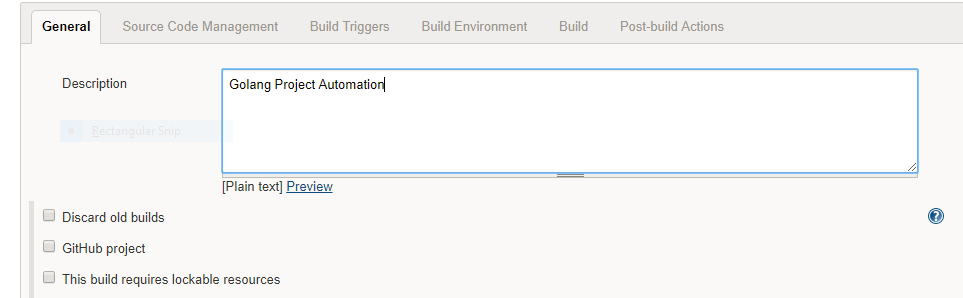 General Source Code Management Build Triggers Build Environment Build Post-build Actions
Description Golang Project Automation
Rectangular Snip
[Plain text] Preview
Discard old builds ?
GitHub project
This build requires lockable resources